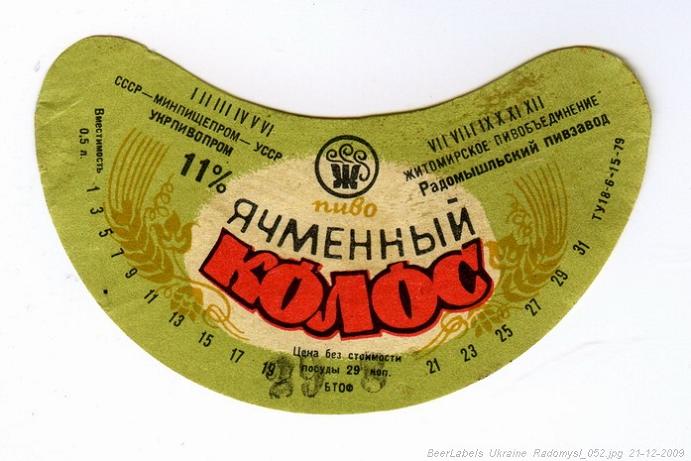 I II III IV V VI
СССР—МИНПИЩЕПРОМ—УССР
УКРПИВОПРОМ
11%
Вместимость
0,5 л.
VII VIII IX X XI XII
ЖИТОМИРСКОЕ ПИВОБЪЕДИНЕНИЕ
Радомышльский пивзавод
ТУ18-6-15-79
Ж
пиво
ЯЧМЕННЫЙ
КОЛОС
1 3 5 7 9 11 13 15 17 19 21 23 25 27 29 31
Цена без стоимости
посуды 29 коп.
БТОФ
29
BeerLabels Ukraine Radomysl_052.jpg 21-12-2009